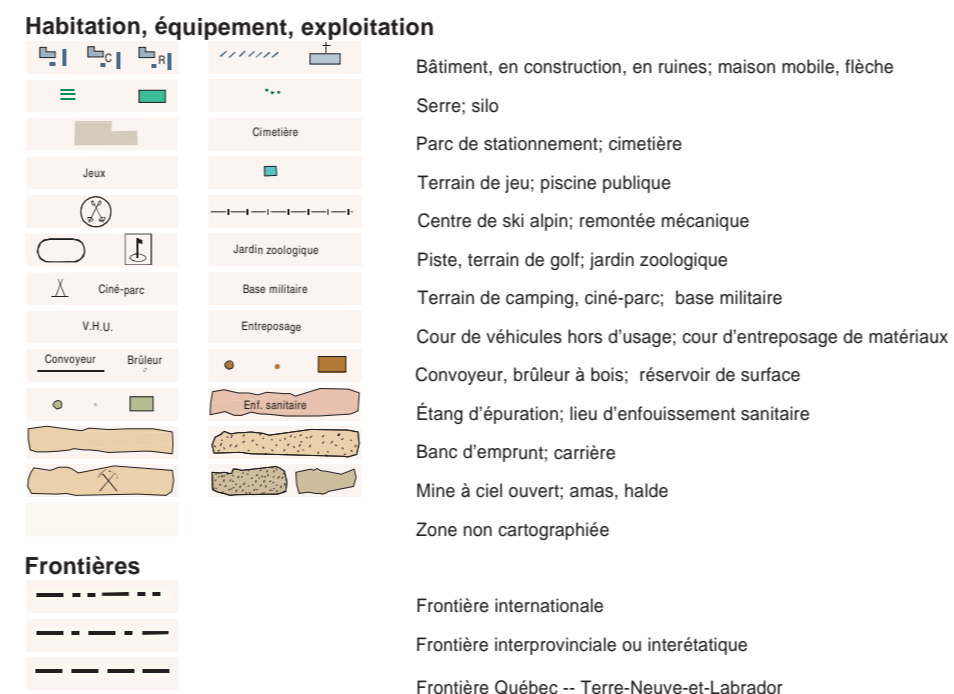 Habitation, équipement, exploitation
C R
Bâtiment, en construction, en ruines; maison mobile, flèche
Serre; silo
Cimetière
Parc de stationnement; cimetière
Jeux
Terrain de jeu; piscine publique
Centre de ski alpin; remontée mécanique
Jardin zoologique
Piste, terrain de golf; jardin zoologique
Ciné-parc Base militaire
Terrain de camping, ciné-parc; base militaire
V.H.U. Entreposage
Cour de véhicules hors d'usage; cour d'entreposage de matériaux
Convoyeur Brûleur
Convoyeur, brûleur à bois; réservoir de surface
Enf. sanitaire
Étang d'épuration; lieu d'enfouissement sanitaire
Banc d'emprunt; carrière
Mine à ciel ouvert; amas, halde
Zone non cartographiée
Frontières
Frontière internationale
Frontière interprovinciale ou interétatique
Frontière Québec -- Terre-Neuve-et-Labrador